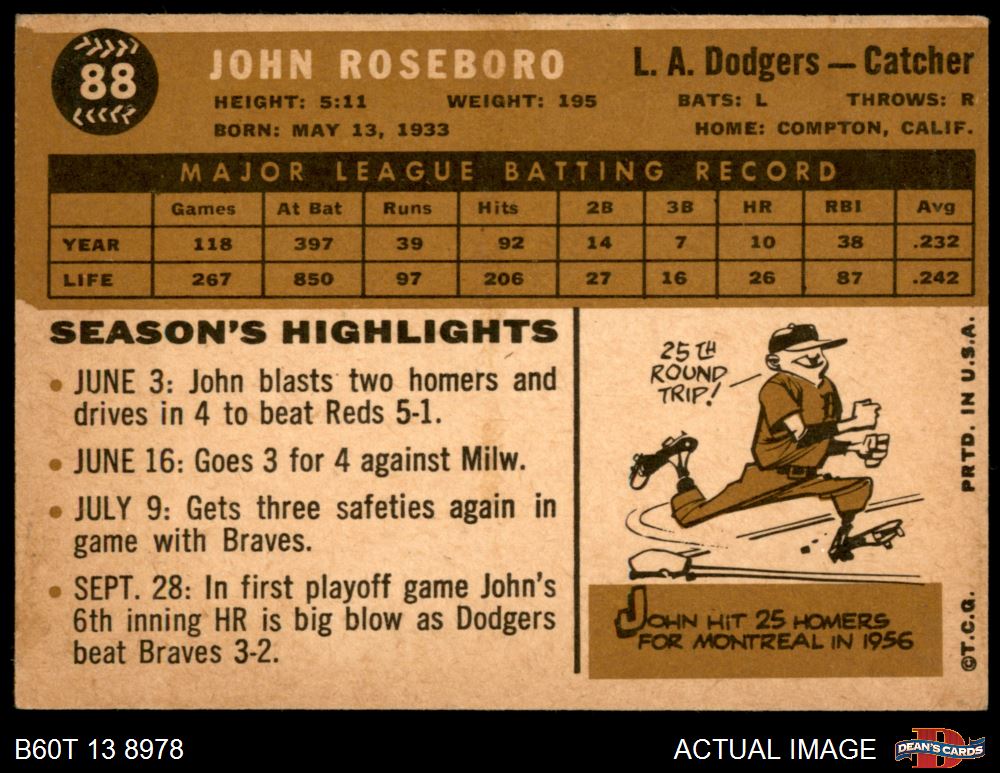 88
JOHN ROSEBORO
L. A. Dodgers — Catcher
HEIGHT: 5:11 WEIGHT: 195 BATS: L THROWS: R
BORN: MAY 13, 1933 HOME: COMPTON, CALIF.
MAJOR LEAGUE BATTING RECORD
Games At Bat Runs Hits 2B 3B HR RBI Avg
YEAR 118 397 39 92 14 7 10 38 .232
LIFE 267 850 97 206 27 16 26 87 .242
SEASON'S HIGHLIGHTS
• JUNE 3: John blasts two homers and
drives in 4 to beat Reds 5-1.
• JUNE 16: Goes 3 for 4 against Milw.
• JULY 9: Gets three safeties again in
game with Braves.
• SEPT. 28: In first playoff game John's
6th inning HR is big blow as Dodgers
beat Braves 3-2.
25TH
ROUND
TRIP!
JOHN HIT 25 HOMERS
FOR MONTREAL IN 1956
©T.C.G. PRTD. IN U.S.A.
B60T 13 8978
ACTUAL IMAGE
D
DEAN'S CARDS